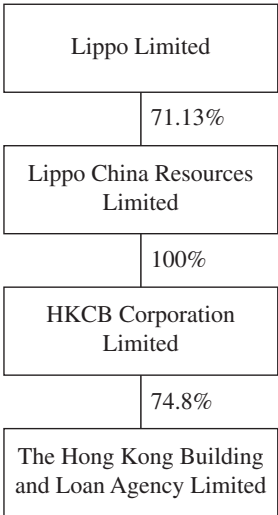 Lippo Limited
71.13%
Lippo China Resources
Limited
100%
HKCB Corporation
Limited
74.8%
The Hong Kong Building
and Loan Agency Limited